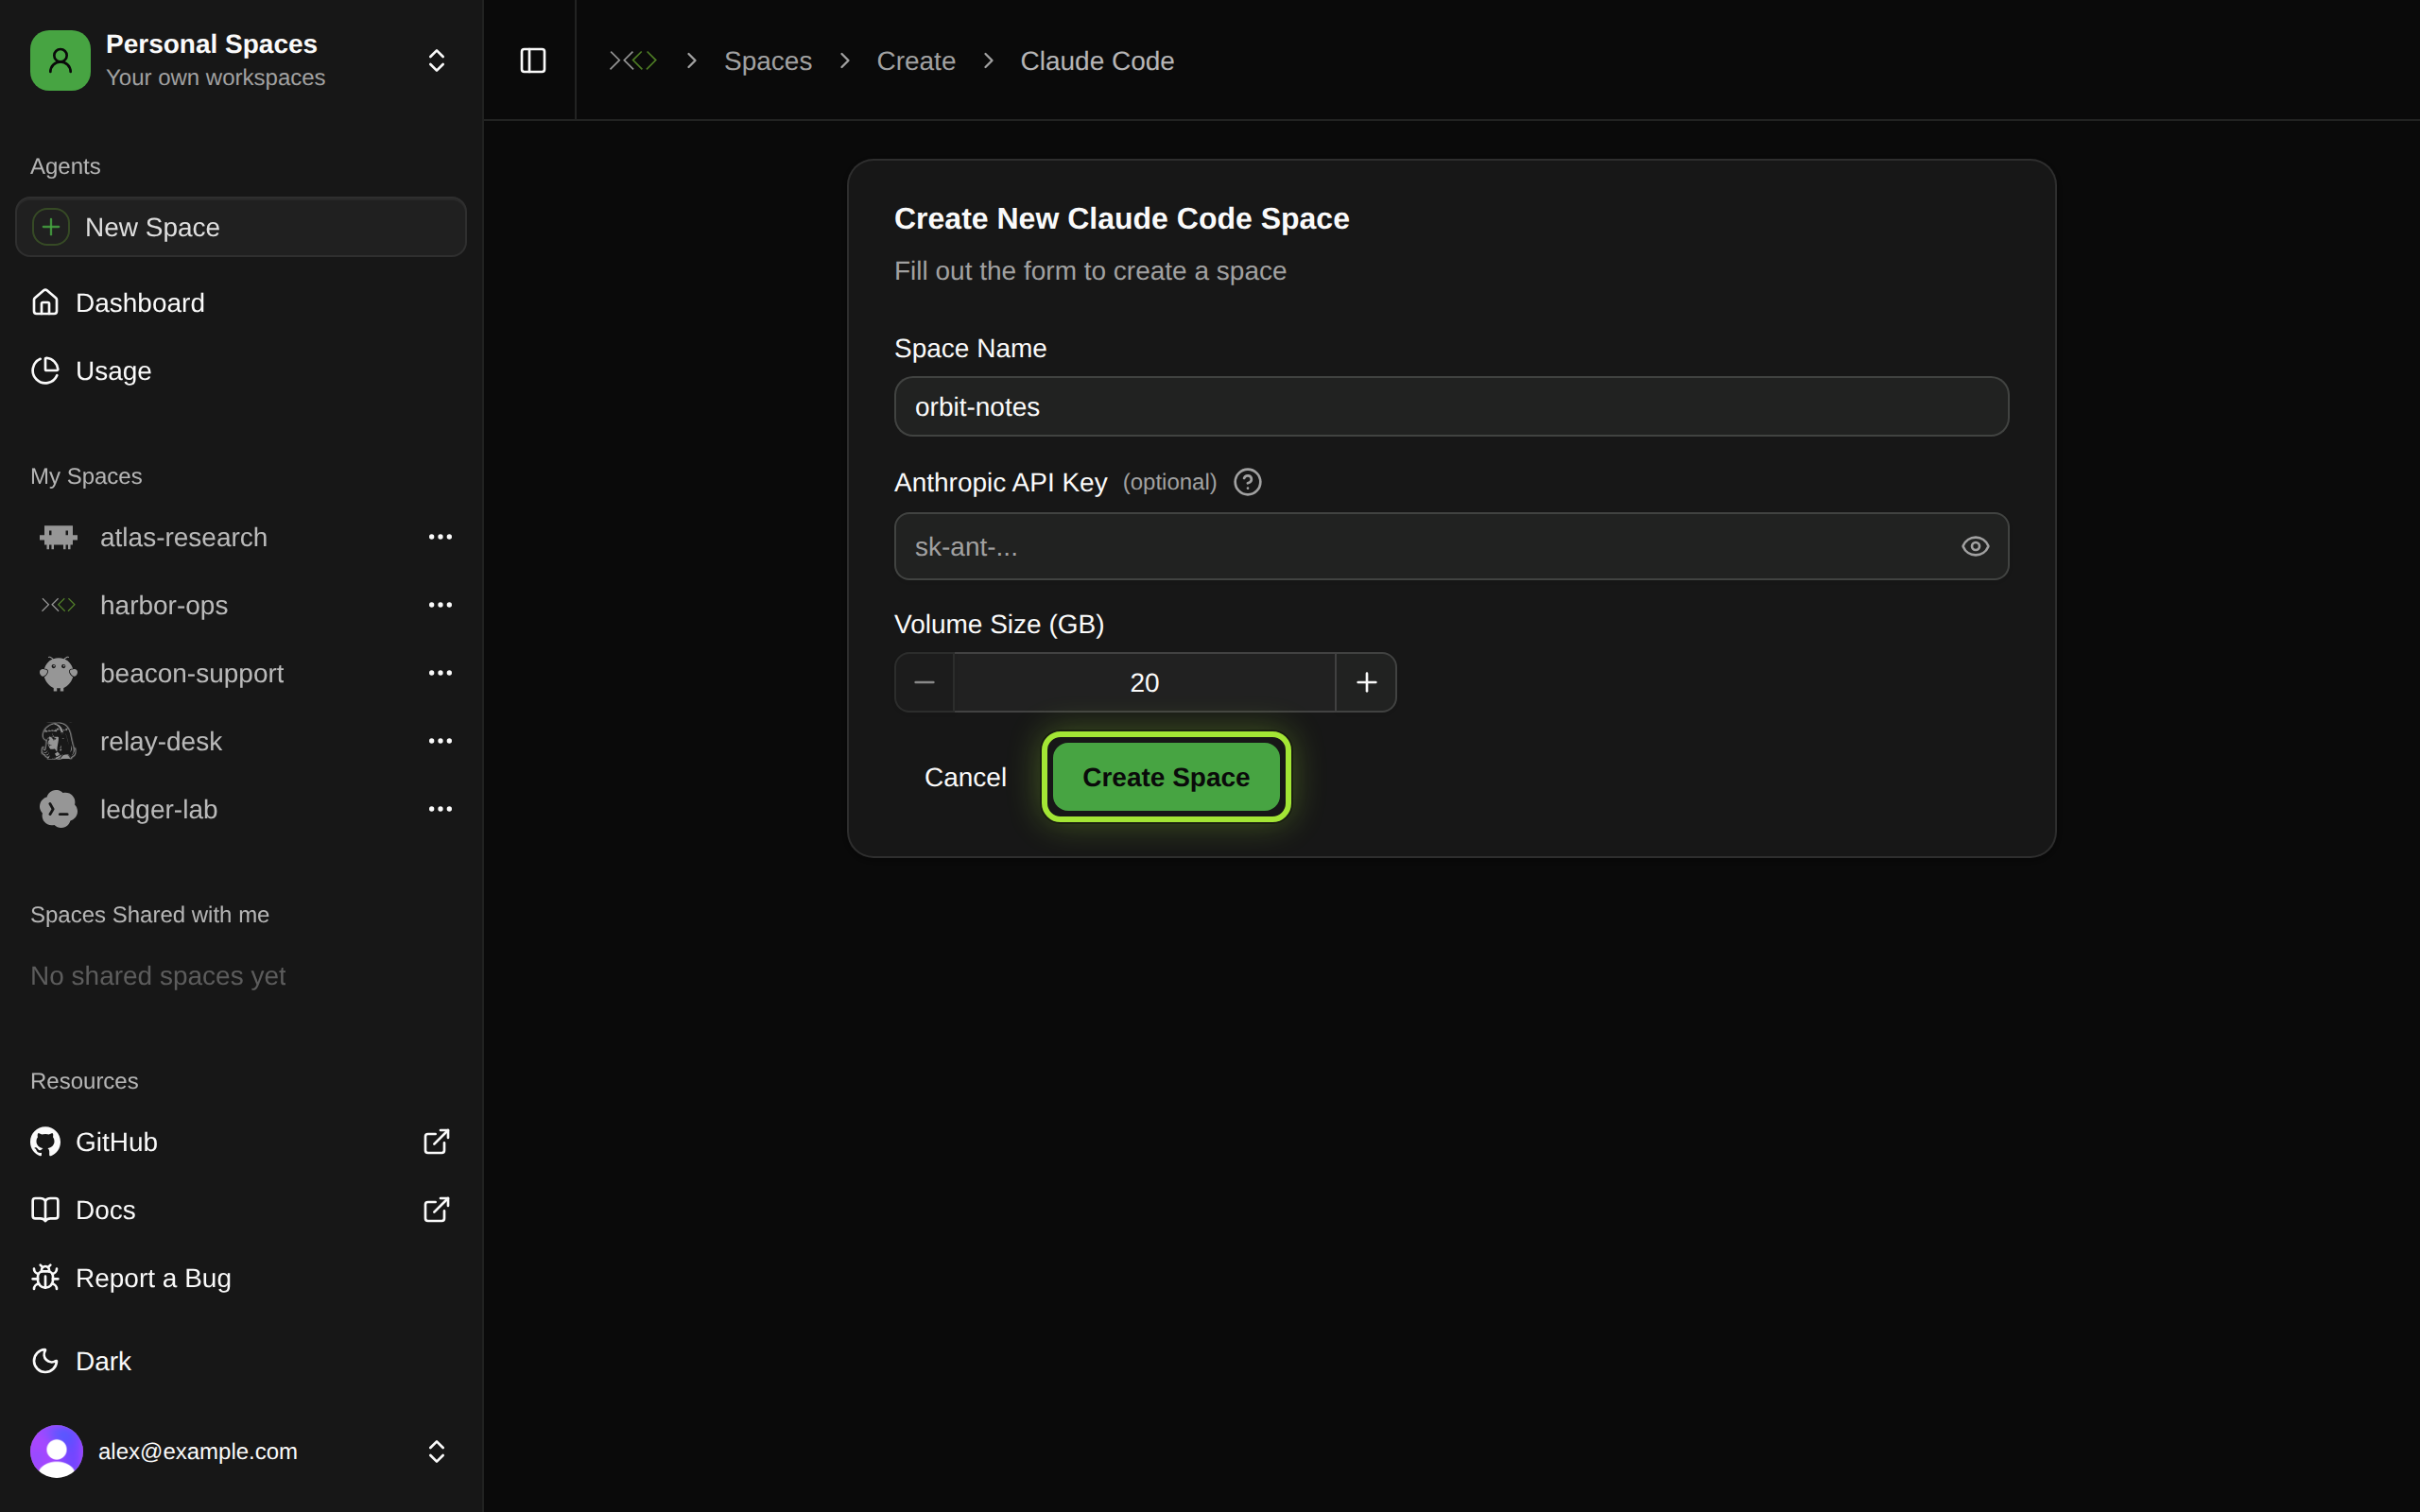 Personal Spaces
Your own workspaces
Agents
New Space
Dashboard
Usage
My Spaces
atlas-research
harbor-ops
beacon-support
relay-desk
ledger-lab
Spaces Shared with me
No shared spaces yet
Resources
GitHub
Docs
Report a Bug
Dark
alex@example.com
Spaces Create Claude Code
Create New Claude Code Space
Fill out the form to create a space
Space Name
orbit-notes
Anthropic API Key (optional)
sk-ant-...
Volume Size (GB)
20
Cancel Create Space